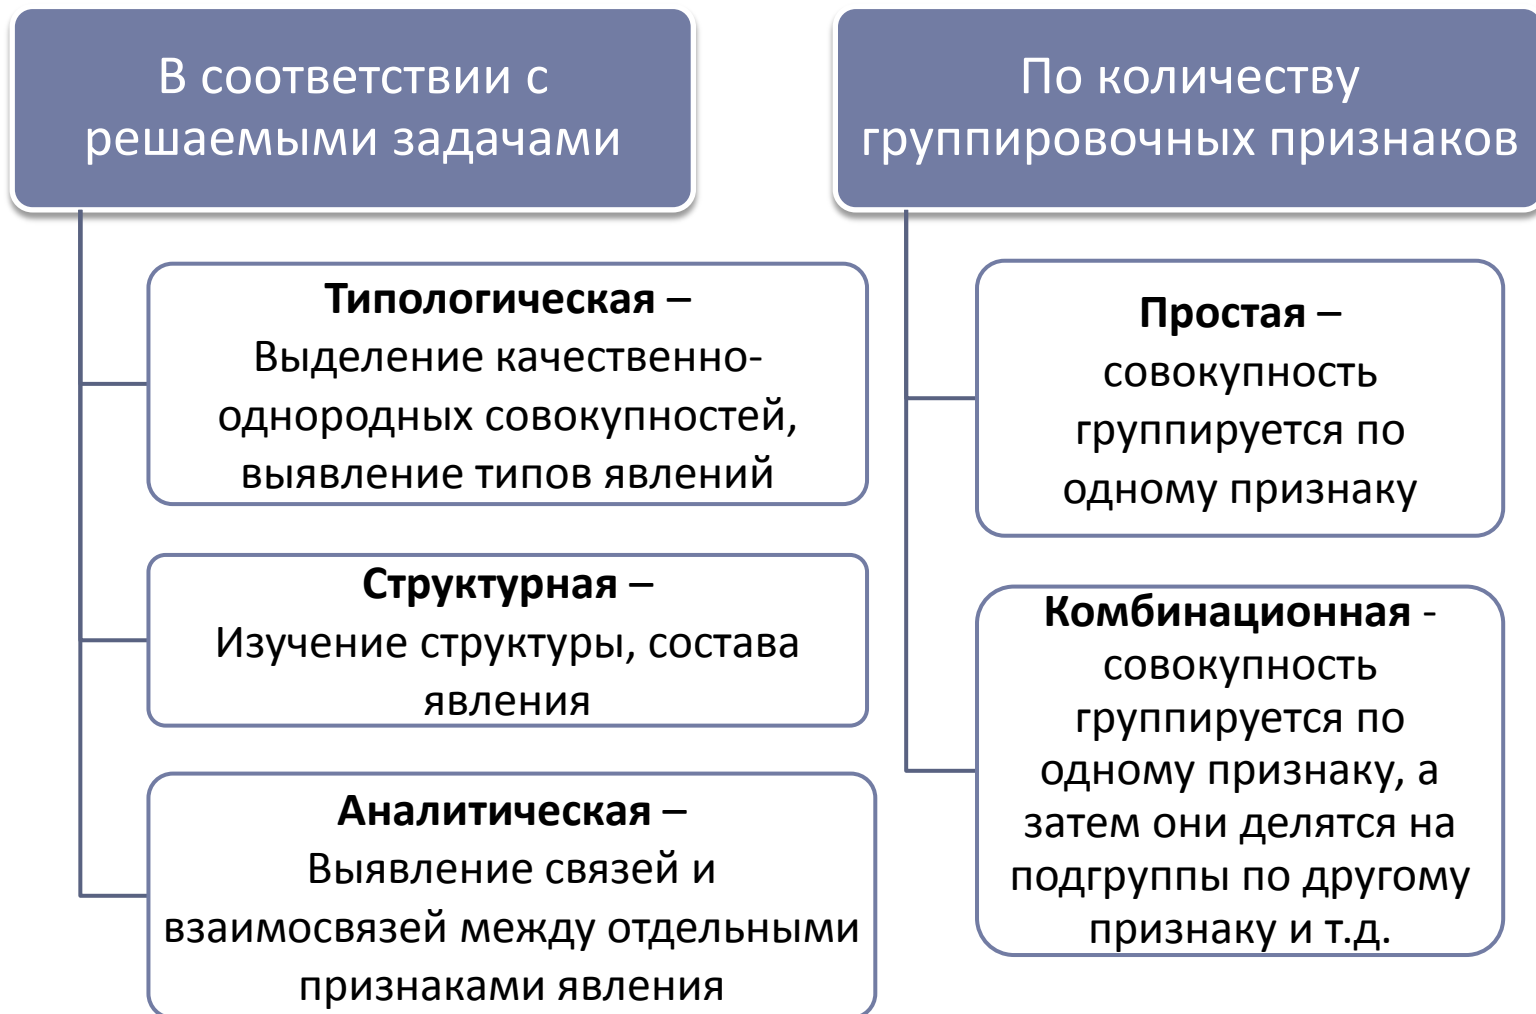 В соответствии с
решаемыми задачами
Типологическая –
Выделение качественно-
однородных совокупностей,
выявление типов явлений
Структурная –
Изучение структуры, состава
явления
Аналитическая –
Выявление связей и
взаимосвязей между отдельными
признаками явления
По количеству
группировочных признаков
Простая –
совокупность
группируется по
одному признаку
Комбинационная -
совокупность
группируется по
одному признаку, а
затем они делятся на
подгруппы по другому
признаку и т.д.